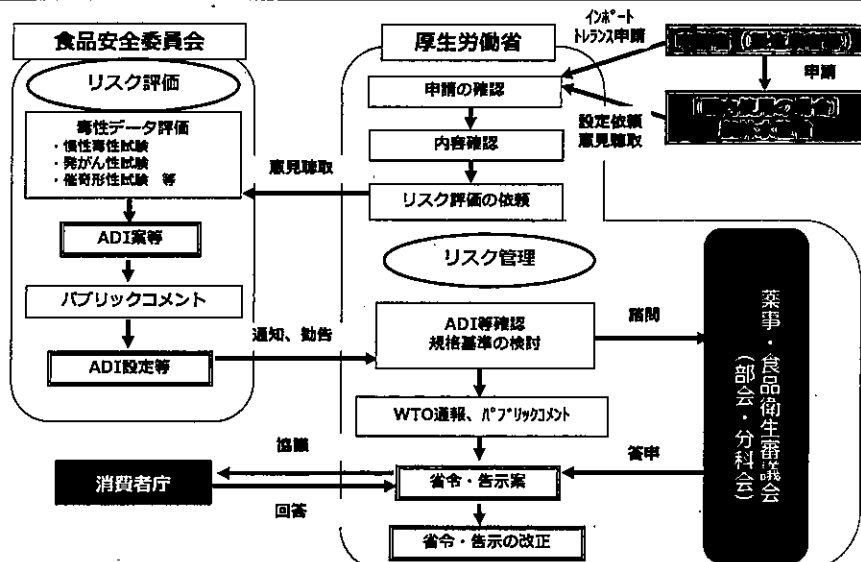 食品安全委員会
リスク評価
毒性データ評価
・慢性毒性試験
・発がん性試験
・催奇形性試験 等
ADI案等
パブリックコメント
ADI設定等
意見聴取
通知、勧告
厚生労働省
申請の確認
内容確認
リスク評価の依頼
リスク管理
ADI等確認
規格基準の検討
WTO通報、パブリックコメント
省令・告示案
省令・告示の改正
インポート
トレランス申請
申請
設定依頼
意見聴取
諮問
答申
薬事・食品衛生審議会
(部会・分科会)
消費者庁
協議
回答